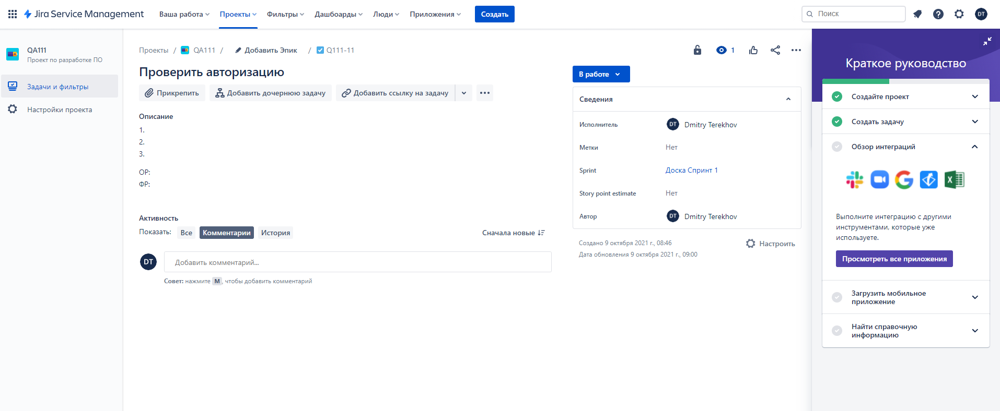 Jira Service Management
Ваша работа
Проекты
Фильтры
Дашборды
Люди
Приложения
Создать
Поиск
DT
QA111
Проект по разработке ПО
Задачи и фильтры
Настройки проекта
Проекты / QA111 / Добавить Эпик / Q111-11
1
Проверить авторизацию
Прикрепить
Добавить дочернюю задачу
Добавить ссылку на задачу
Описание
1.
2.
3.
ОР:
ФР:
Активность
Показать: Все Комментарии История
Сначала новые
DT
Добавить комментарий...
Совет: нажмите M, чтобы добавить комментарий
В работе
Сведения
Исполнитель DT Dmitry Terekhov
Метки Нет
Sprint Доска Спринт 1
Story point estimate Нет
Автор DT Dmitry Terekhov
Создано 9 октября 2021 г., 08:46
Дата обновления 9 октября 2021 г., 09:00
Настроить
Краткое руководство
Создайте проект
Создать задачу
Обзор интеграций
X
Выполните интеграцию с другими
инструментами, которые уже
используете.
Просмотреть все приложения
Загрузить мобильное
приложение
Найти справочную
информацию